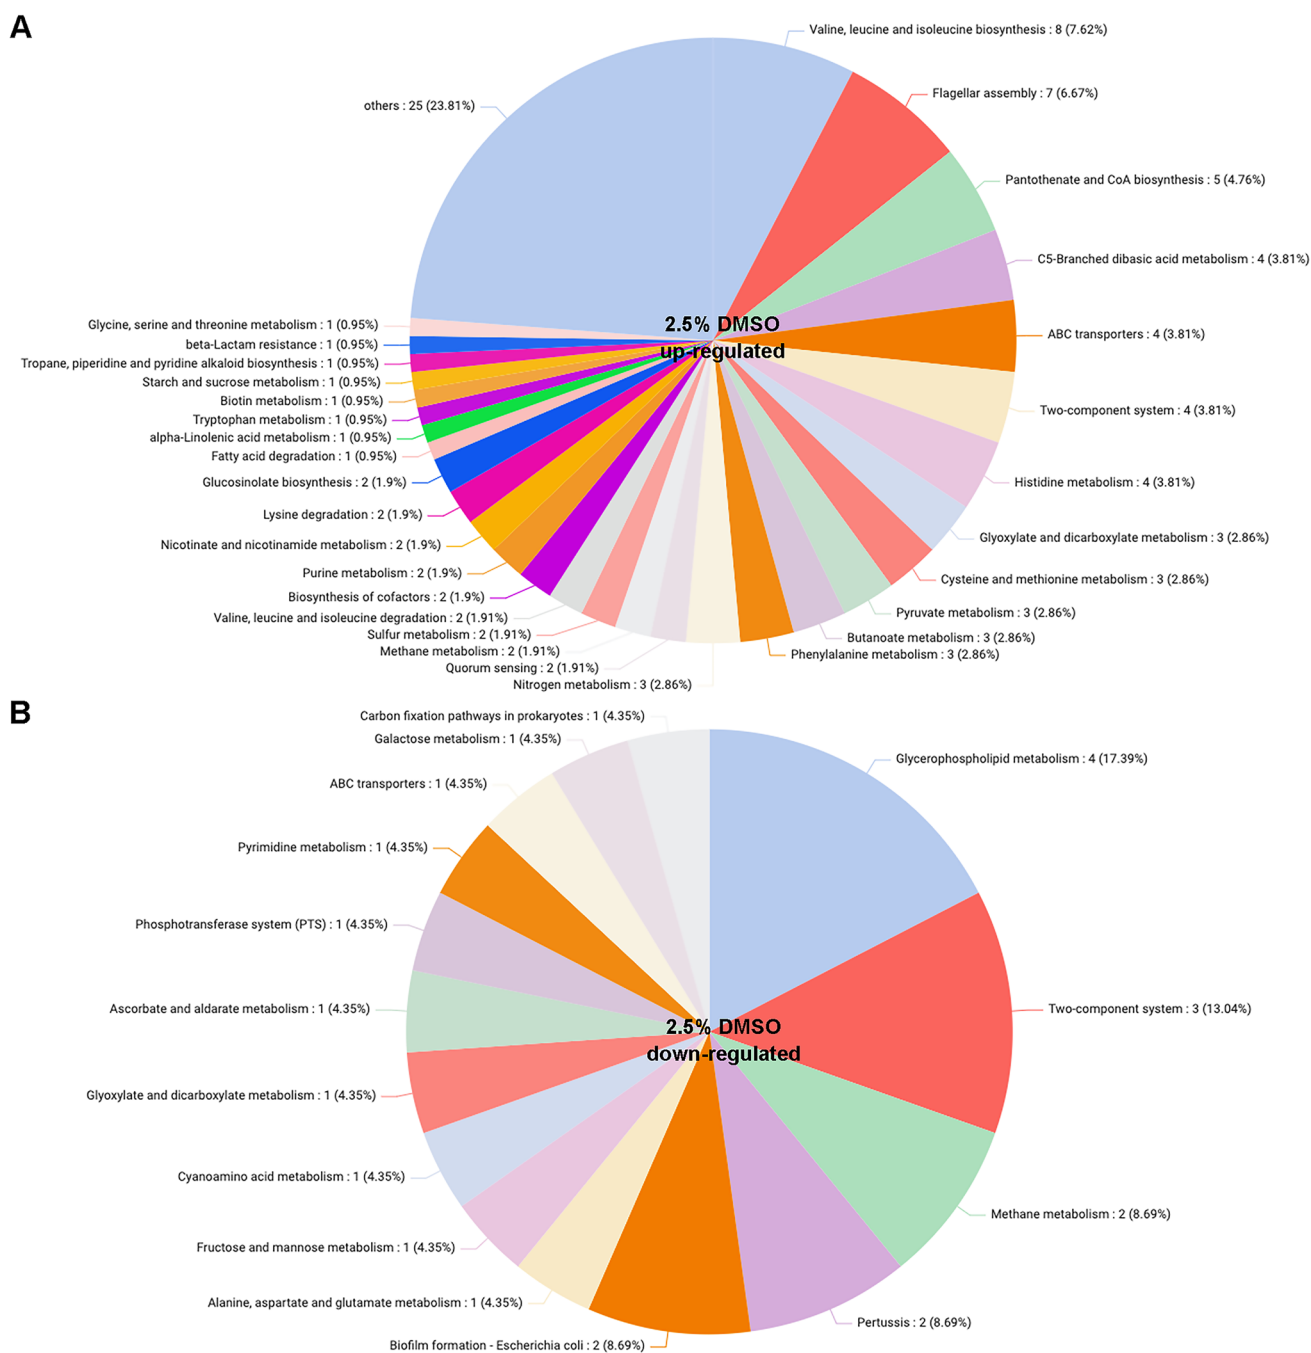 A
Valine, leucine and isoleucine biosynthesis : 8 (7.62%)
Flagellar assembly : 7 (6.67%)
others : 25 (23.81%)
Pantothenate and CoA biosynthesis : 5 (4.76%)
C5-Branched dibasic acid metabolism : 4 (3.81%)
2.5% DMSO
up-regulated
ABC transporters : 4 (3.81%)
Two-component system : 4 (3.81%)
Histidine metabolism : 4 (3.81%)
Glyoxylate and dicarboxylate metabolism : 3 (2.86%)
Cysteine and methionine metabolism : 3 (2.86%)
Pyruvate metabolism : 3 (2.86%)
Butanoate metabolism : 3 (2.86%)
Phenylalanine metabolism : 3 (2.86%)
Glycine, serine and threonine metabolism : 1 (0.95%)
beta-Lactam resistance : 1 (0.95%)
Tropane, piperidine and pyridine alkaloid biosynthesis : 1 (0.95%)
Starch and sucrose metabolism : 1 (0.95%)
Biotin metabolism : 1 (0.95%)
Tryptophan metabolism : 1 (0.95%)
alpha-Linolenic acid metabolism : 1 (0.95%)
Fatty acid degradation : 1 (0.95%)
Glucosinolate biosynthesis : 2 (1.9%)
Lysine degradation : 2 (1.9%)
Nicotinate and nicotinamide metabolism : 2 (1.9%)
Purine metabolism : 2 (1.9%)
Biosynthesis of cofactors : 2 (1.9%)
Valine, leucine and isoleucine degradation : 2 (1.91%)
Sulfur metabolism : 2 (1.91%)
Methane metabolism : 2 (1.91%)
Quorum sensing : 2 (1.91%)
Nitrogen metabolism : 3 (2.86%)
B
Carbon fixation pathways in prokaryotes : 1 (4.35%)
Galactose metabolism : 1 (4.35%)
ABC transporters : 1 (4.35%)
Pyrimidine metabolism : 1 (4.35%)
Phosphotransferase system (PTS) : 1 (4.35%)
Ascorbate and aldarate metabolism : 1 (4.35%)
Glyoxylate and dicarboxylate metabolism : 1 (4.35%)
Cyanoamino acid metabolism : 1 (4.35%)
Fructose and mannose metabolism : 1 (4.35%)
Alanine, aspartate and glutamate metabolism : 1 (4.35%)
Biofilm formation - Escherichia coli : 2 (8.69%)
2.5% DMSO
down-regulated
Glycerophospholipid metabolism : 4 (17.39%)
Two-component system : 3 (13.04%)
Methane metabolism : 2 (8.69%)
Pertussis : 2 (8.69%)